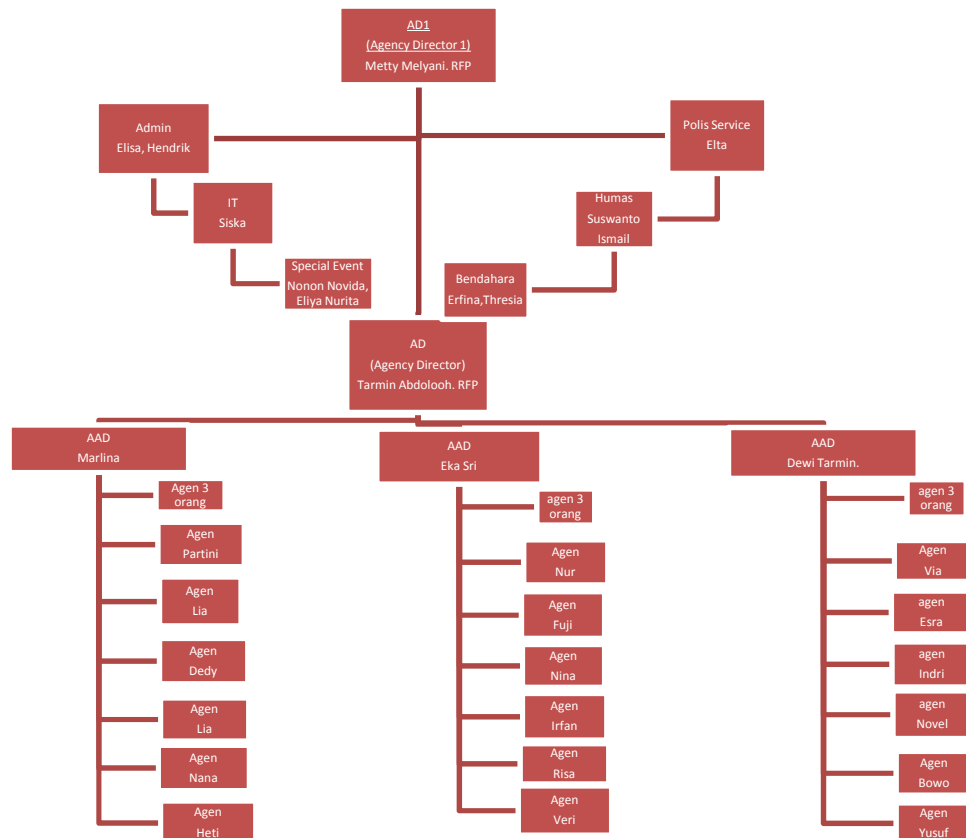 AD1
(Agency Director 1)
Metty Melyani. RFP
Admin
Elisa, Hendrik
Polis Service
Elta
IT
Siska
Humas
Suswanto
Ismail
Special Event
Nonon Novida,
Eliya Nurita
Bendahara
Erfina,Thresia
AD
(Agency Director)
Tarmin Abdolooh. RFP
AAD
Marlina
Agen 3
orang
Agen
Partini
Agen
Lia
Agen
Dedy
Agen
Lia
Agen
Nana
Agen
Heti
AAD
Eka Sri
agen 3
orang
Agen
Nur
Agen
Fuji
Agen
Nina
Agen
Irfan
Agen
Risa
Agen
Veri
AAD
Dewi Tarmin.
agen 3
orang
Agen
Via
agen
Esra
agen
Indri
agen
Novel
Agen
Bowo
Agen
Yusuf